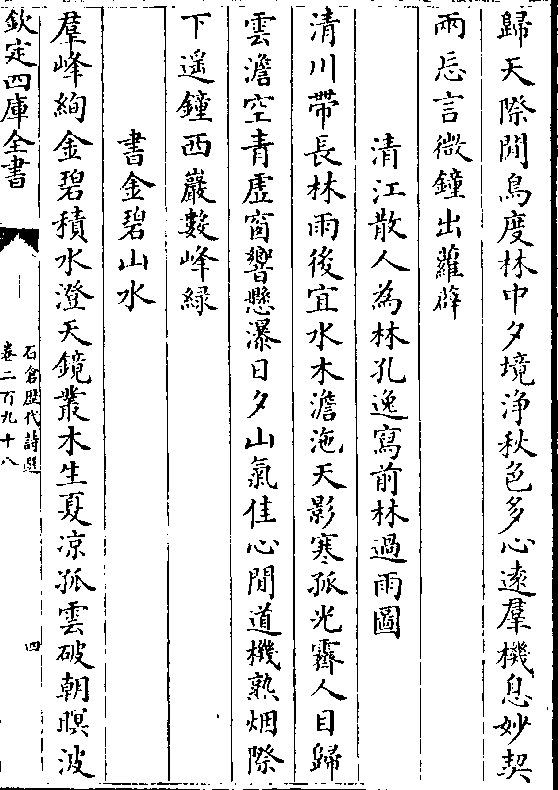 歸天際閒鳥度林中夕境浄秋色多心逺羣機息妙契
兩忘言微鐘出蘿薜
清江散人為林孔逸寫前林過雨圖
清川帶長林雨後宜水木澹沲天影寒孤光霽人目歸
雲澹空青虚窗響懸瀑日夕山氣佳心閒道機熟烟際
下遥鐘西巖數峰緑
書金碧山水
羣峰絢金碧積水澄天鏡叢木生夏凉孤雲破朝暝波
欽定四庫全書
石倉歴代詩選
卷二百九十八
四